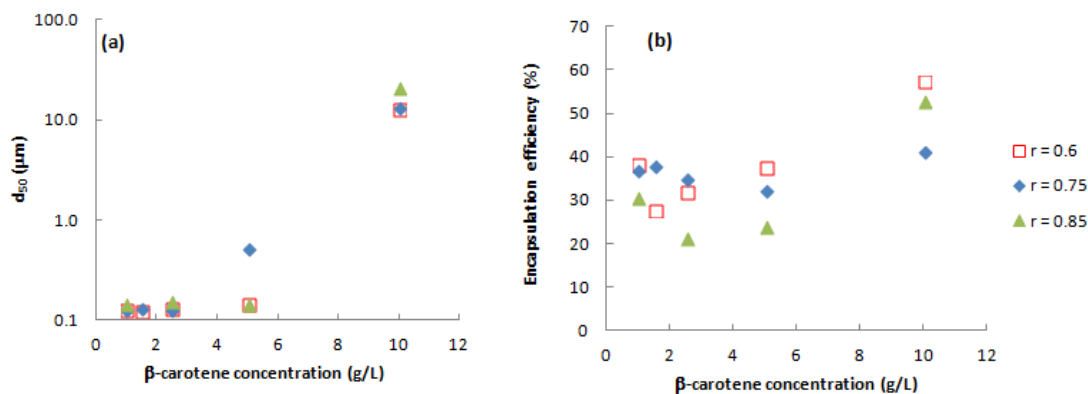 (a)
100.0
10.0
1.0
0.1
d50 (µm)
0 2 4 6 8 10 12
β-carotene concentration (g/L)
(b)
70
60
50
40
30
20
10
0
Encapsulation efficiency (%)
0 2 4 6 8 10 12
β-carotene concentration (g/L)
r = 0.6
r = 0.75
r = 0.85